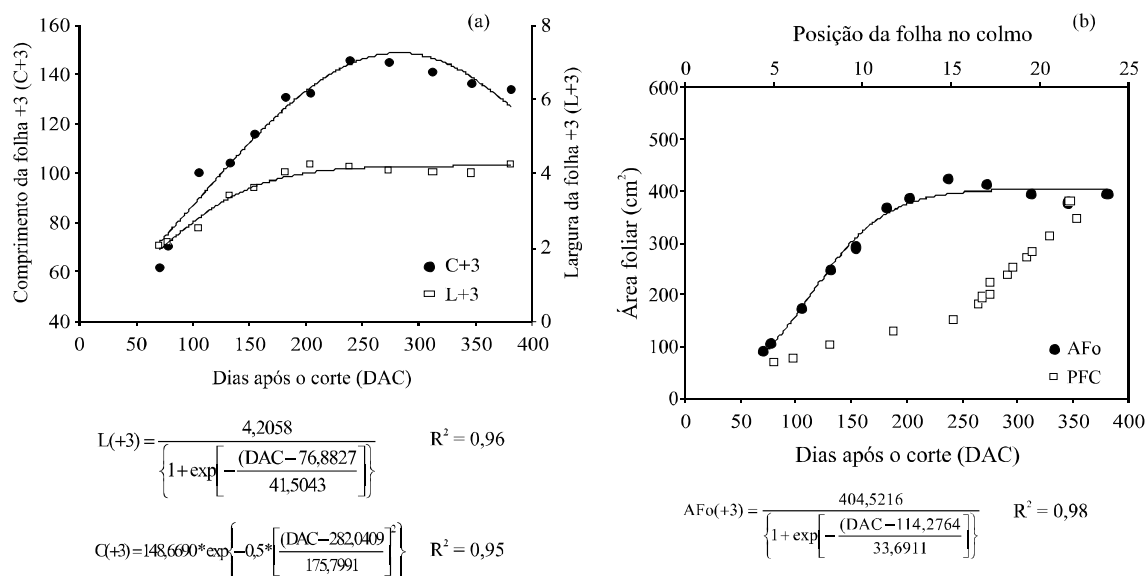 (a)
160
140
120
100
80
60
40
8
6
4
2
0
Comprimento da folha +3 (C+3)
Largura da folha +3 (L+3)
C+3
L+3
0 50 100 150 200 250 300 350 400
Dias após o corte (DAC)
L(+3) = 4,2058 / {1+exp[-(DAC-76,8827)/41,5043]} R² = 0,96
C(+3)=148,6690*exp{-0,5*[(DAC-282,0409)/175,7991]²} R² = 0,95
(b)
Posição da folha no colmo
0 5 10 15 20 25
600
500
400
300
200
100
0
Área foliar (cm²)
AFo
PFC
0 50 100 150 200 250 300 350 400
Dias após o corte (DAC)
AFo(+3) = 404,5216 / {1+exp[-(DAC-114,2764)/33,6911]} R² = 0,98